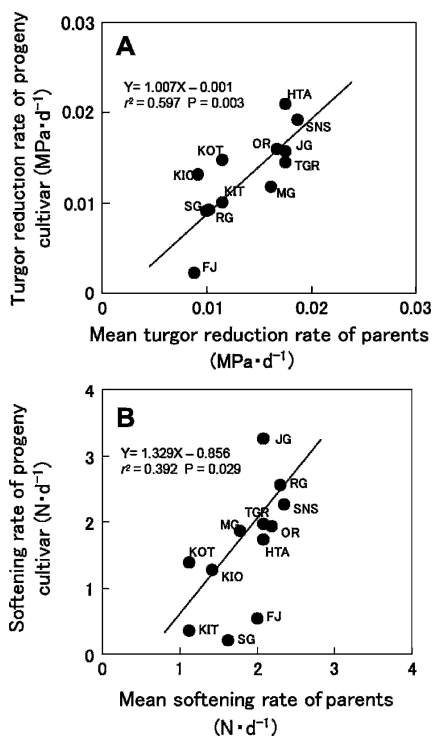 A
Y= 1.007X − 0.001
r² = 0.597 P = 0.003
Turgor reduction rate of progeny
cultivar (MPa·d⁻¹)
0.03
0.02
0.01
0
HTA
SNS
OR
JG
KOT
TGR
KIO
KIT
MG
SG
RG
FJ
0
0.01
0.02
0.03
Mean turgor reduction rate of parents
(MPa·d⁻¹)
B
Y= 1.329X − 0.856
r² = 0.392 P = 0.029
Softening rate of progeny
cultivar (N·d⁻¹)
4
3
2
1
0
JG
RG
SNS
TGR
MG
OR
HTA
KOT
KIO
FJ
KIT
SG
1
2
3
4
Mean softening rate of parents
(N·d⁻¹)